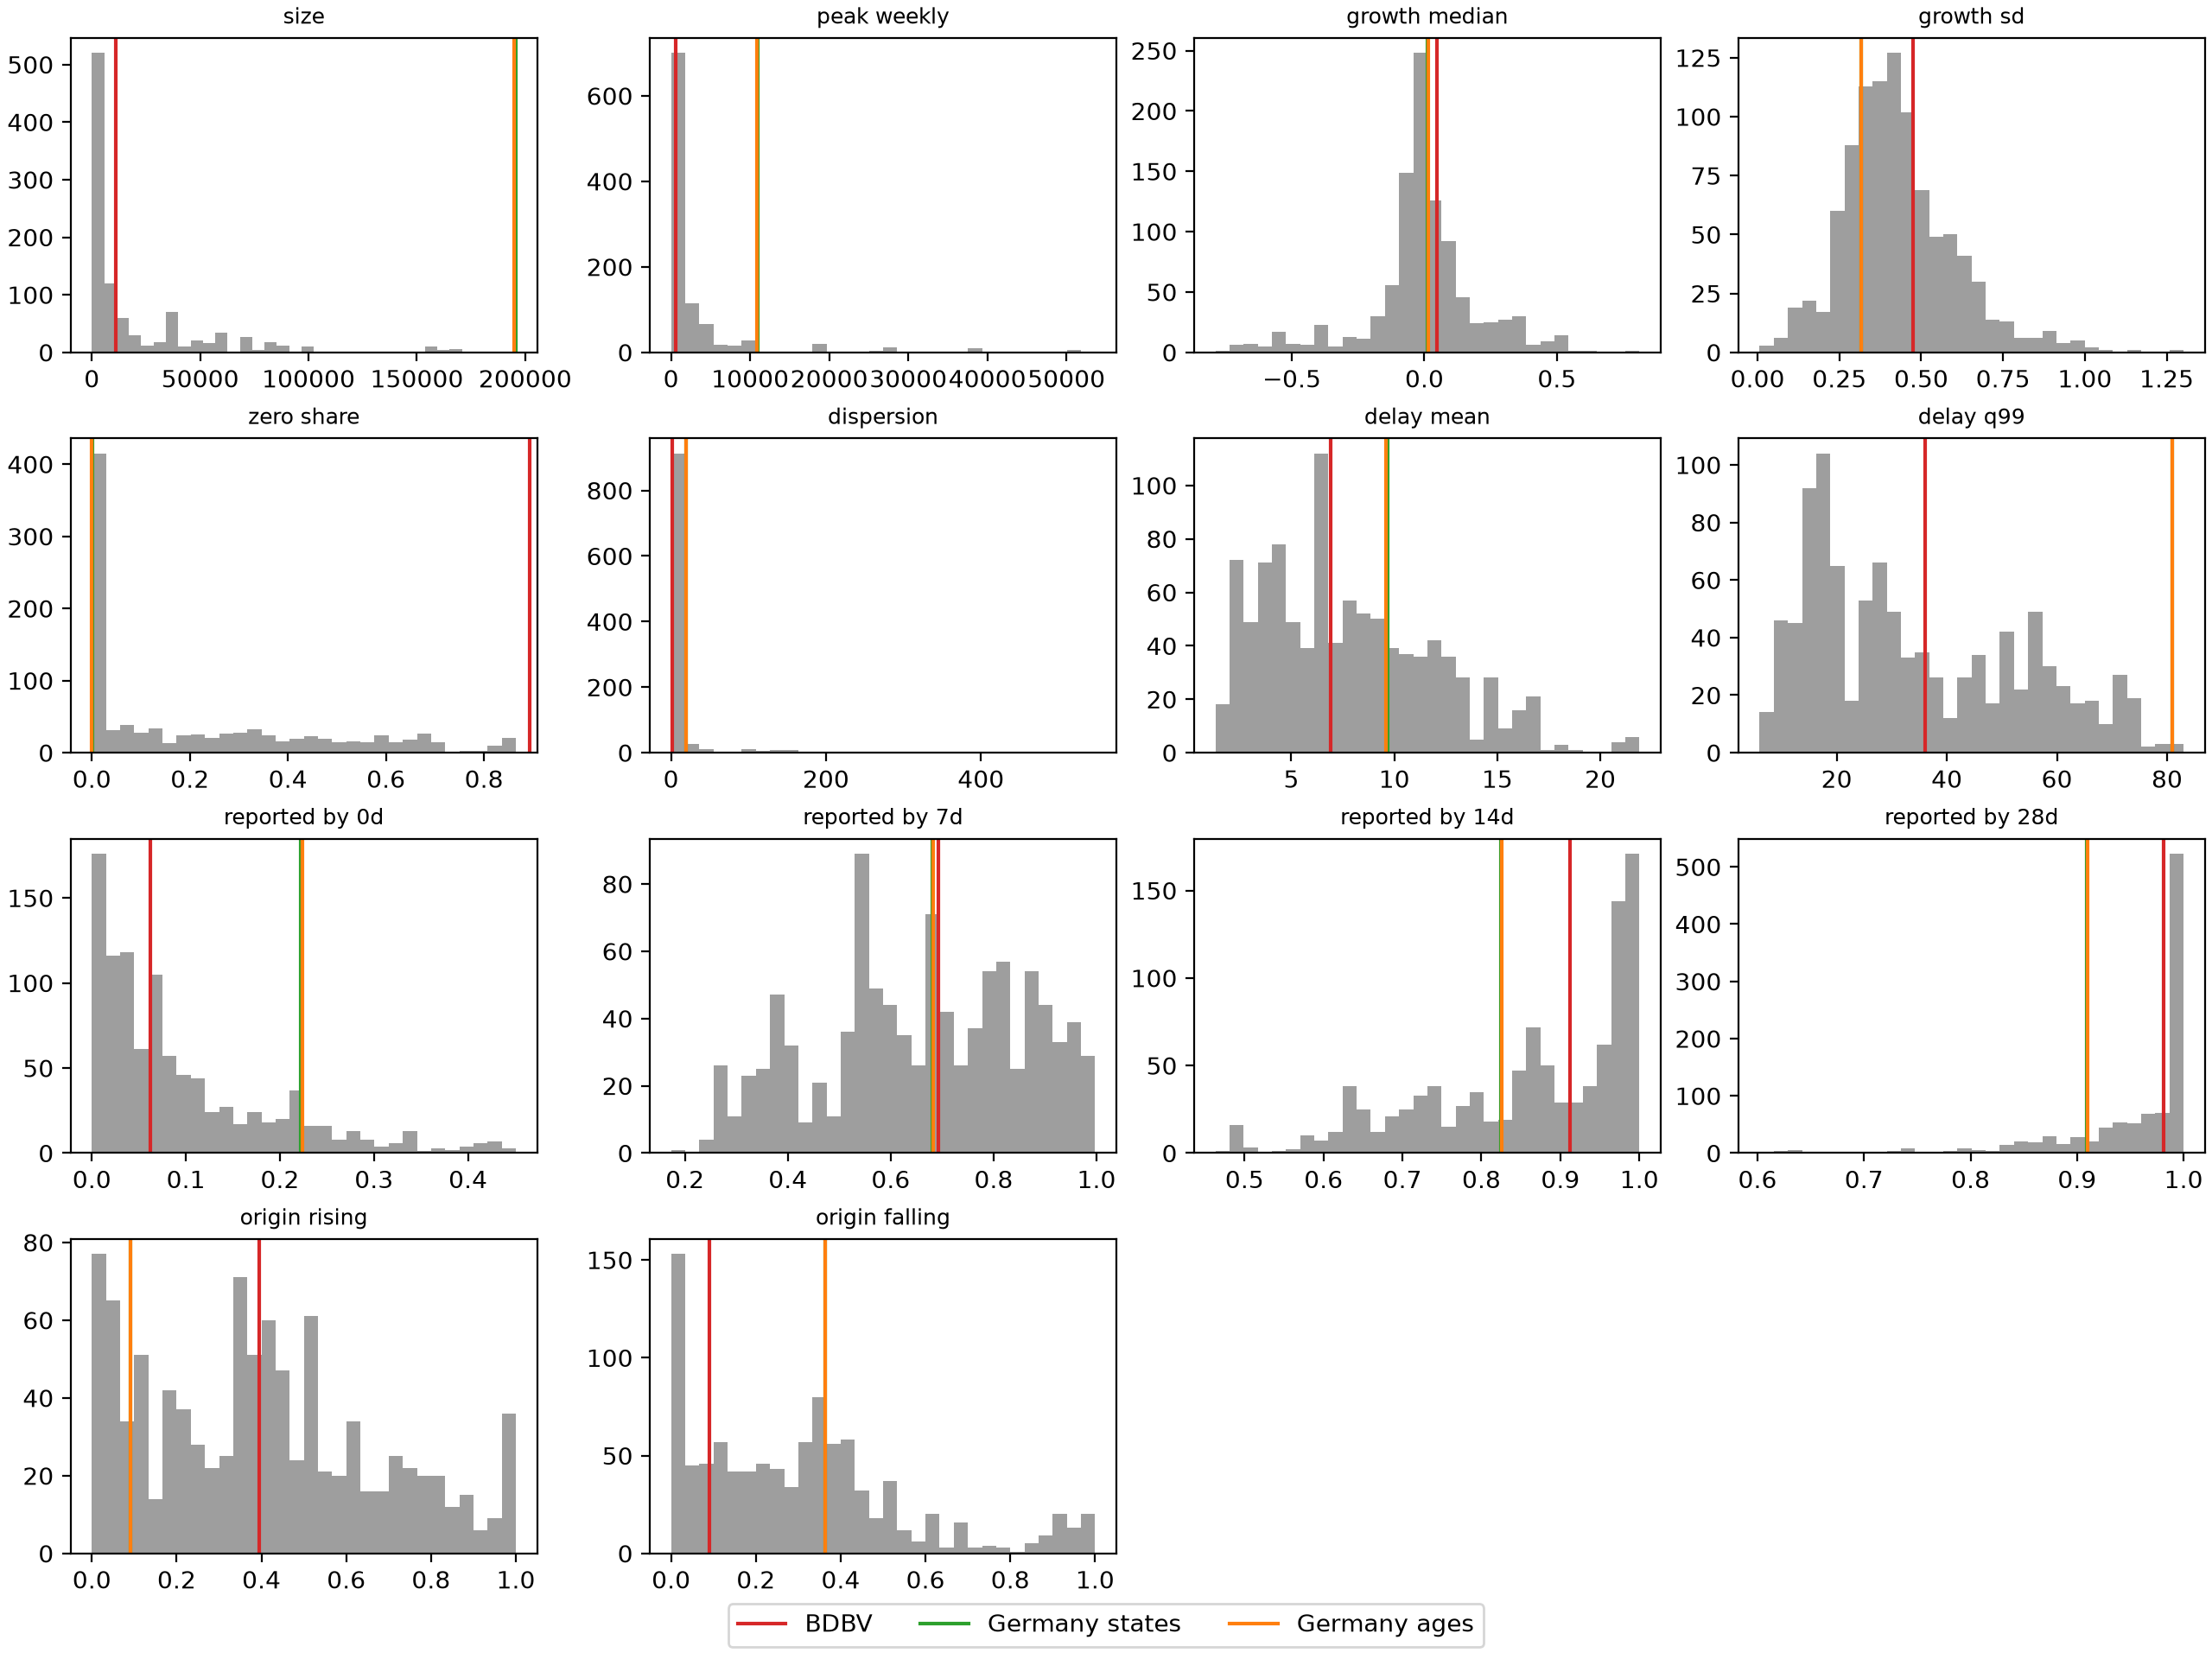 size
peak weekly
growth median
growth sd
500
400
300
200
100
0
0 50000 100000 150000 200000
600
400
200
0
0 10000 20000 30000 40000 50000
250
200
150
100
50
0
−0.5 0.0 0.5
125
100
75
50
25
0
0.00 0.25 0.50 0.75 1.00 1.25
zero share
dispersion
delay mean
delay q99
400
300
200
100
0
0.0 0.2 0.4 0.6 0.8
800
600
400
200
0
0 200 400
100
80
60
40
20
0
5 10 15 20
100
80
60
40
20
0
20 40 60 80
reported by 0d
reported by 7d
reported by 14d
reported by 28d
150
100
50
0
0.0 0.1 0.2 0.3 0.4
80
60
40
20
0
0.2 0.4 0.6 0.8 1.0
150
100
50
0
0.5 0.6 0.7 0.8 0.9 1.0
500
400
300
200
100
0
0.6 0.7 0.8 0.9 1.0
origin rising
origin falling
80
60
40
20
0
0.0 0.2 0.4 0.6 0.8 1.0
150
100
50
0
0.0 0.2 0.4 0.6 0.8 1.0
BDBV Germany states Germany ages